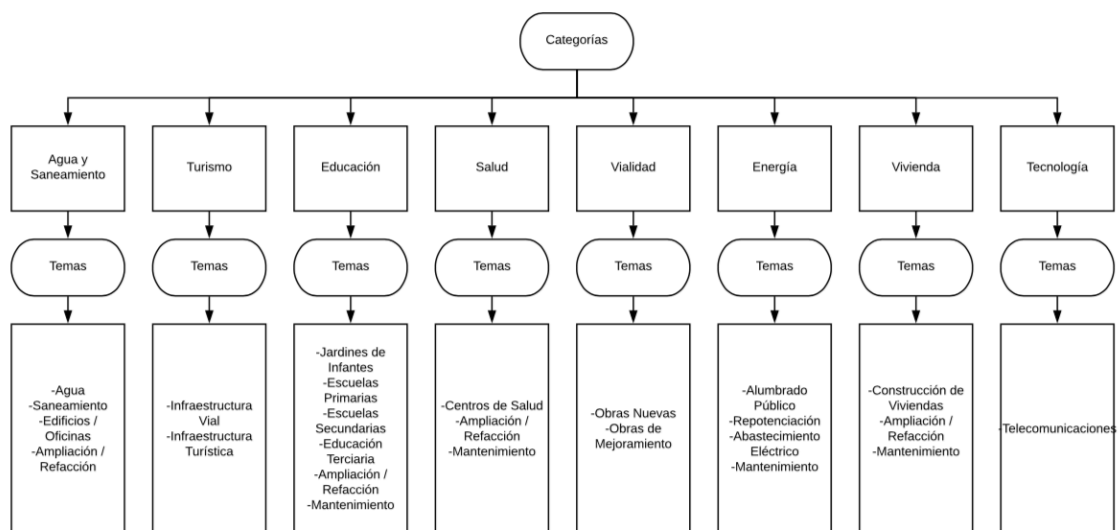 Categorías
Agua y
Saneamiento
Turismo
Educación
Salud
Vialidad
Energía
Vivienda
Tecnología
Temas
Temas
Temas
Temas
Temas
Temas
Temas
Temas
-Agua
-Saneamiento
-Edificios /
Oficinas
-Ampliación /
Refacción
-Infraestructura
Vial
-Infraestructura
Turística
-Jardines de
Infantes
-Escuelas
Primarias
-Escuelas
Secundarias
-Educación
Terciaria
-Ampliación /
Refacción
-Mantenimiento
-Centros de Salud
-Ampliación /
Refacción
-Mantenimiento
-Obras Nuevas
-Obras de
Mejoramiento
-Alumbrado
Público
-Repotenciación
-Abastecimiento
Eléctrico
-Mantenimiento
-Construcción de
Viviendas
-Ampliación /
Refacción
-Mantenimiento
-Telecomunicaciones